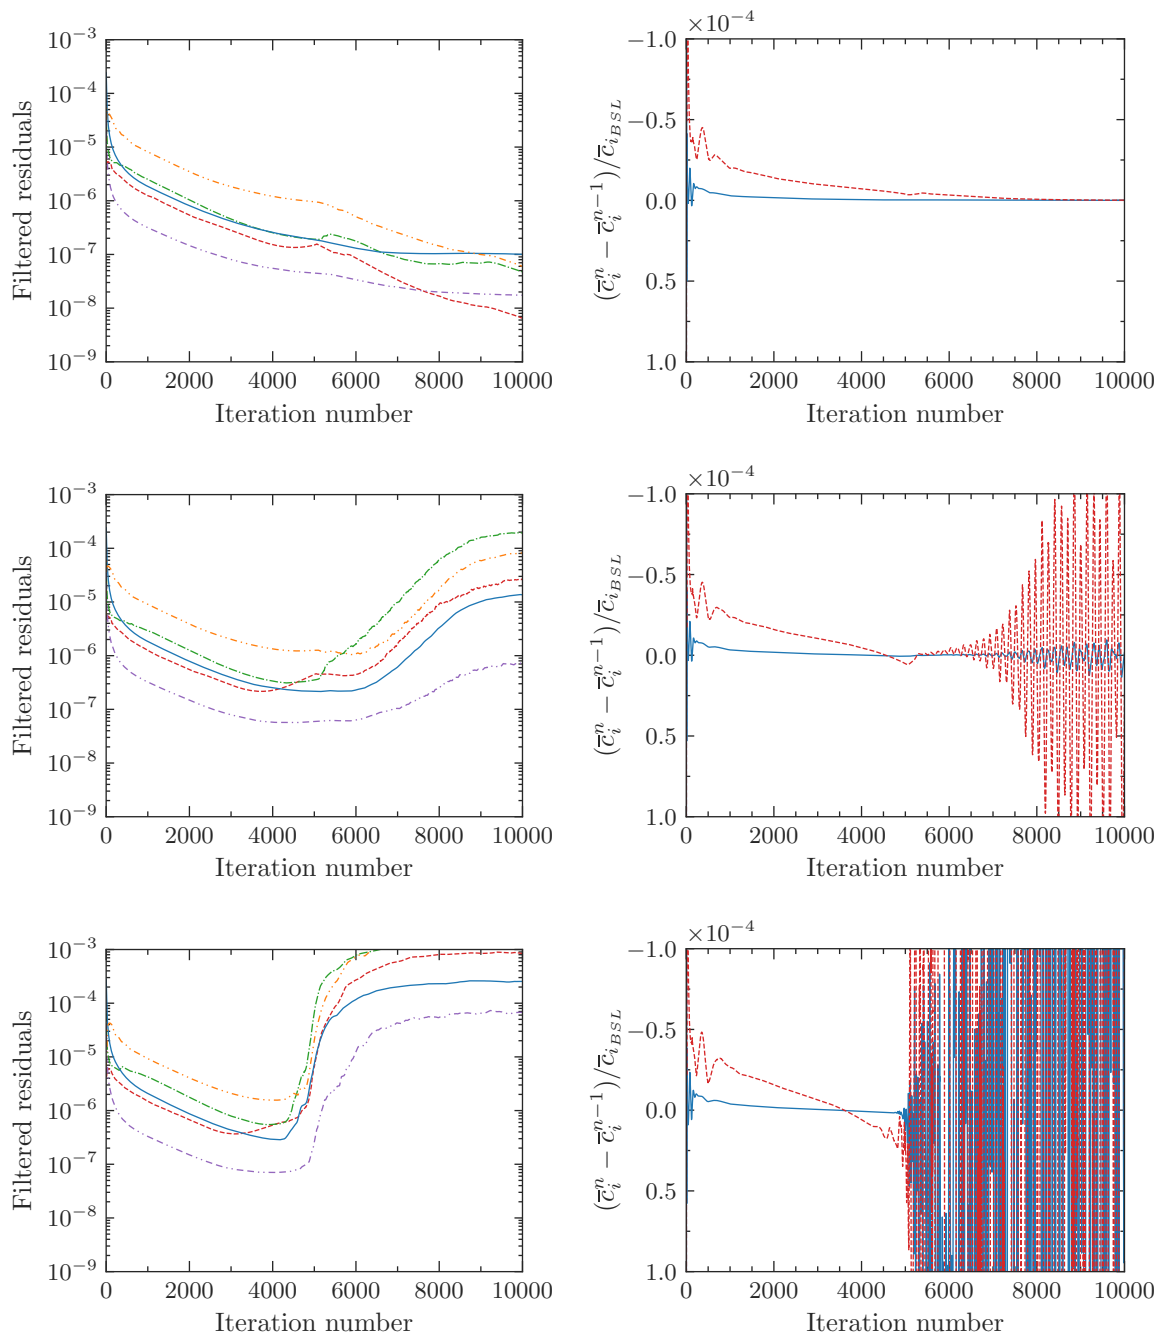 10⁻³
10⁻⁴
10⁻⁵
10⁻⁶
10⁻⁷
10⁻⁸
10⁻⁹
Filtered residuals
0 2000 4000 6000 8000 10000
Iteration number
×10⁻⁴
−1.0
−0.5
0.0
0.5
1.0
(c̅ᵢⁿ − c̅ᵢⁿ⁻¹)/c̅_{i_{BSL}}
0 2000 4000 6000 8000 10000
Iteration number
10⁻³
10⁻⁴
10⁻⁵
10⁻⁶
10⁻⁷
10⁻⁸
10⁻⁹
Filtered residuals
0 2000 4000 6000 8000 10000
Iteration number
×10⁻⁴
−1.0
−0.5
0.0
0.5
1.0
(c̅ᵢⁿ − c̅ᵢⁿ⁻¹)/c̅_{i_{BSL}}
0 2000 4000 6000 8000 10000
Iteration number
10⁻³
10⁻⁴
10⁻⁵
10⁻⁶
10⁻⁷
10⁻⁸
10⁻⁹
Filtered residuals
0 2000 4000 6000 8000 10000
Iteration number
×10⁻⁴
−1.0
−0.5
0.0
0.5
1.0
(c̅ᵢⁿ − c̅ᵢⁿ⁻¹)/c̅_{i_{BSL}}
0 2000 4000 6000 8000 10000
Iteration number